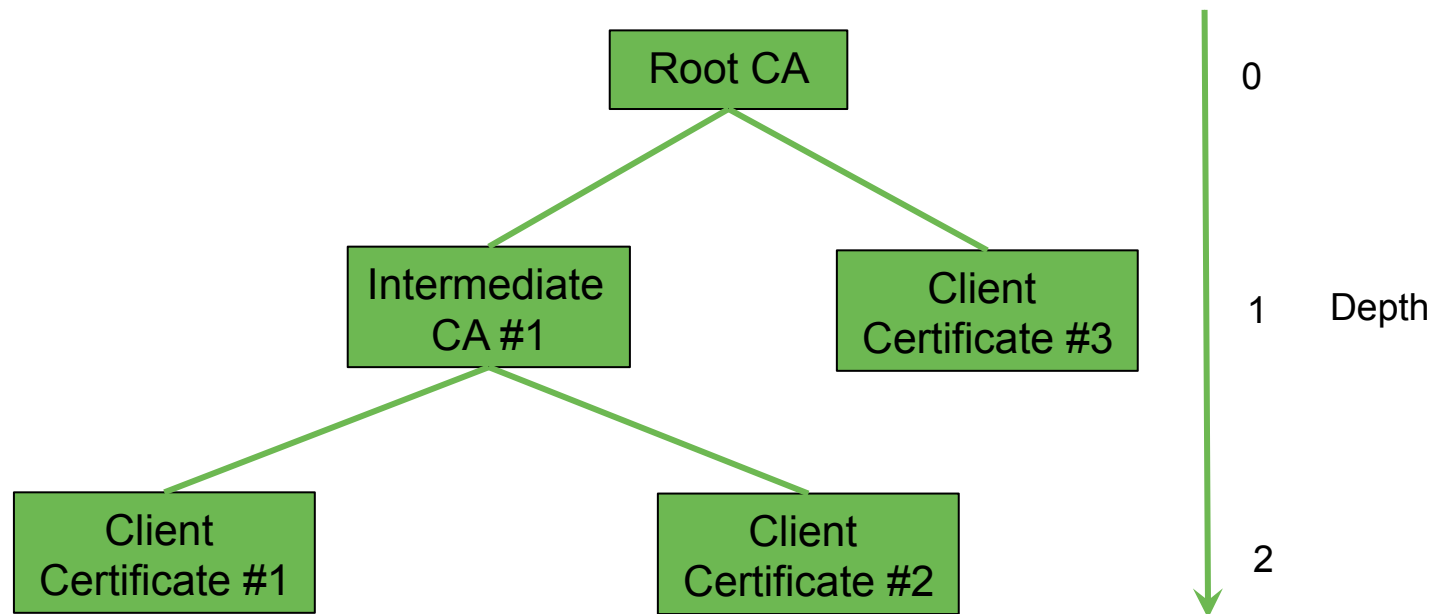 Root CA
0
Intermediate
CA #1
Client
Certificate #3
1
Depth
Client
Certificate #1
Client
Certificate #2
2